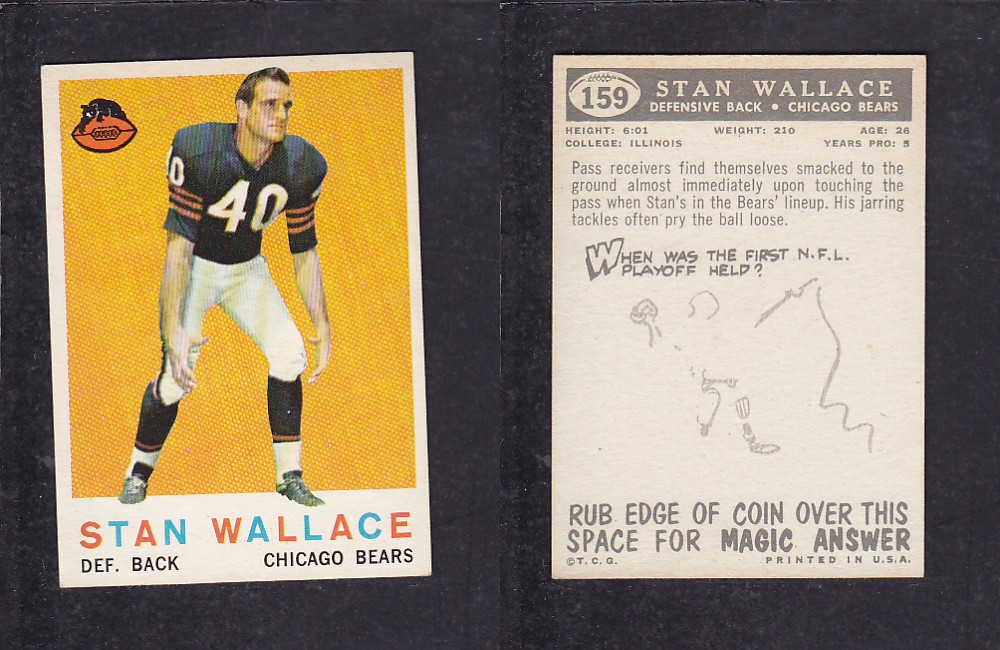 40
40
STAN WALLACE
DEF. BACK
CHICAGO BEARS
159
STAN WALLACE
DEFENSIVE BACK • CHICAGO BEARS
HEIGHT: 6:01 WEIGHT: 210 AGE: 26
COLLEGE: ILLINOIS YEARS PRO: 5
Pass receivers find themselves smacked to the
ground almost immediately upon touching the
pass when Stan's in the Bears' lineup. His jarring
tackles often pry the ball loose.
WHEN WAS THE FIRST N.F.L.
PLAYOFF HELD?
RUB EDGE OF COIN OVER THIS
SPACE FOR MAGIC ANSWER
©T.C.G. PRINTED IN U.S.A.